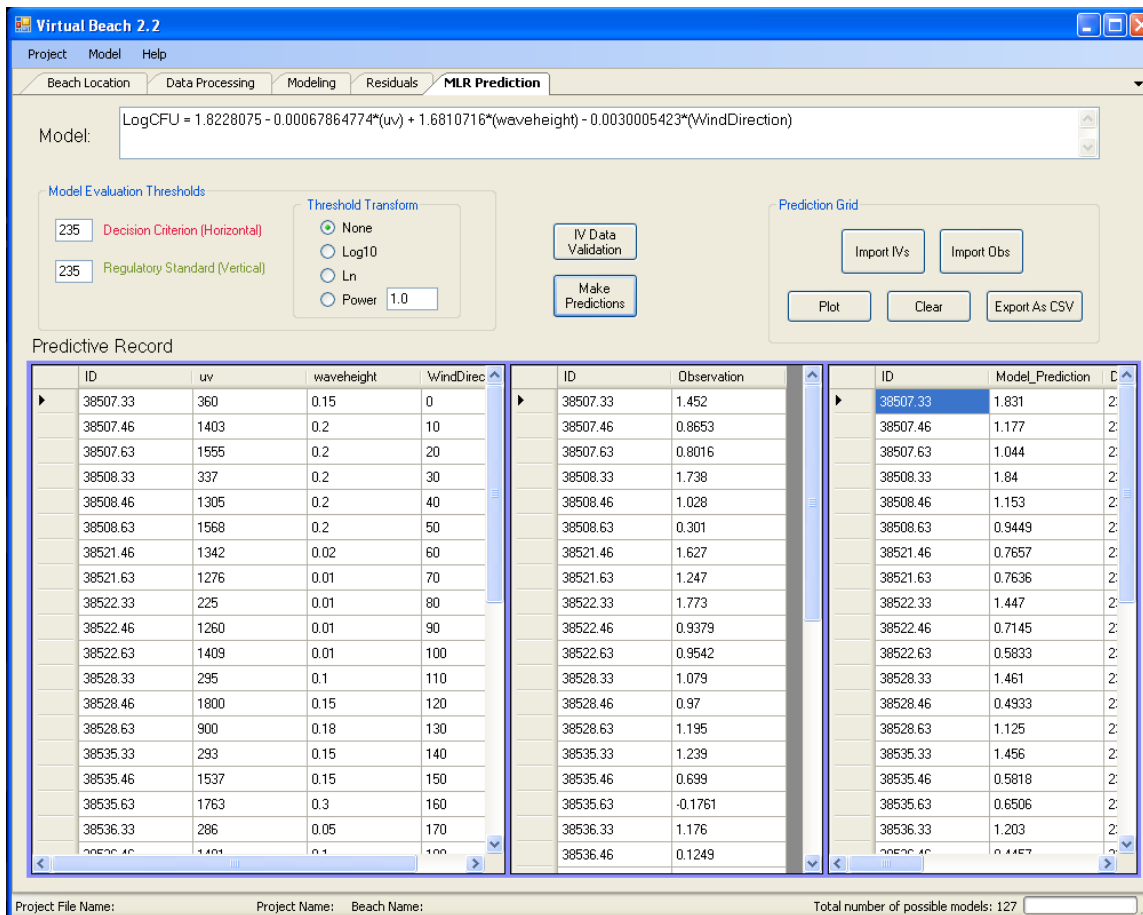 Virtual Beach 2.2
Project Model Help
Beach Location Data Processing Modeling Residuals MLR Prediction
Model:
LogCFU = 1.8228075 - 0.00067864774*(uv) + 1.6810716*(waveheight) - 0.0030005423*(WindDirection)
Model Evaluation Thresholds
235 Decision Criterion (Horizontal)
235 Regulatory Standard (Vertical)
Threshold Transform
None
Log10
Ln
Power 1.0
IV Data Validation
Make Predictions
Prediction Grid
Import IVs Import Obs
Plot Clear Export As CSV
Predictive Record
ID uv waveheight WindDirec ID Observation ID Model_Prediction
38507.33 360 0.15 0 38507.33 1.452 38507.33 1.831
38507.46 1403 0.2 10 38507.46 0.8653 38507.46 1.177
38507.63 1555 0.2 20 38507.63 0.8016 38507.63 1.044
38508.33 337 0.2 30 38508.33 1.738 38508.33 1.84
38508.46 1305 0.2 40 38508.46 1.028 38508.46 1.153
38508.63 1568 0.2 50 38508.63 0.301 38508.63 0.9449
38521.46 1342 0.02 60 38521.46 1.627 38521.46 0.7657
38521.63 1276 0.01 70 38521.63 1.247 38521.63 0.7636
38522.33 225 0.01 80 38522.33 1.773 38522.33 1.447
38522.46 1260 0.01 90 38522.46 0.9379 38522.46 0.7145
38522.63 1409 0.01 100 38522.63 0.9542 38522.63 0.5833
38528.33 295 0.1 110 38528.33 1.079 38528.33 1.461
38528.46 1800 0.15 120 38528.46 0.97 38528.46 0.4933
38528.63 900 0.18 130 38528.63 1.195 38528.63 1.125
38535.33 293 0.15 140 38535.33 1.239 38535.33 1.456
38535.46 1537 0.15 150 38535.46 0.699 38535.46 0.5818
38535.63 1763 0.3 160 38535.63 -0.1761 38535.63 0.6506
38536.33 286 0.05 170 38536.33 1.176 38536.33 1.203
38536.46 0.1249
Project File Name: Project Name: Beach Name: Total number of possible models: 127